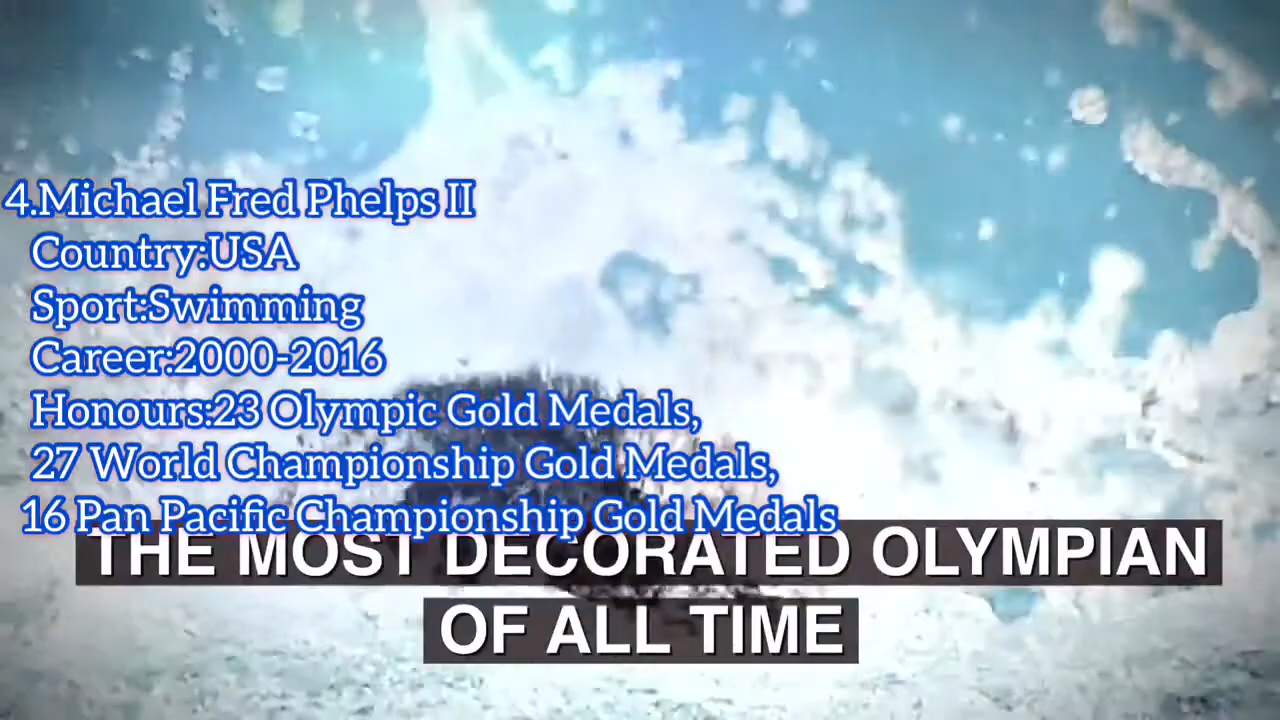 4.Michael Fred Phelps II
Country:USA
Sport:Swimming
Career:2000-2016
Honours:23 Olympic Gold Medals,
27 World Championship Gold Medals,
16 Pan Pacific Championship Gold Medals
THE MOST DECORATED OLYMPIAN
OF ALL TIME